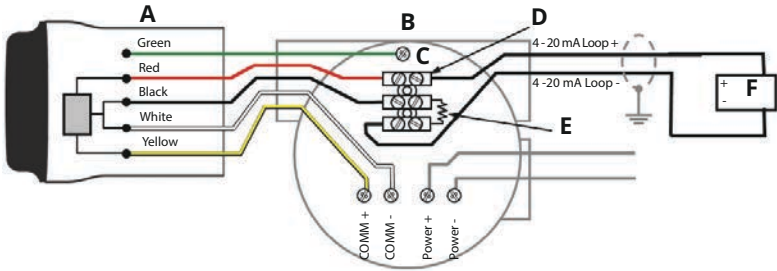 A
B
C
D
E
F
Green
Red
Black
White
Yellow
4 - 20 mA Loop +
4 -20 mA Loop -
+
-
COMM +
COMM -
Power +
Power -